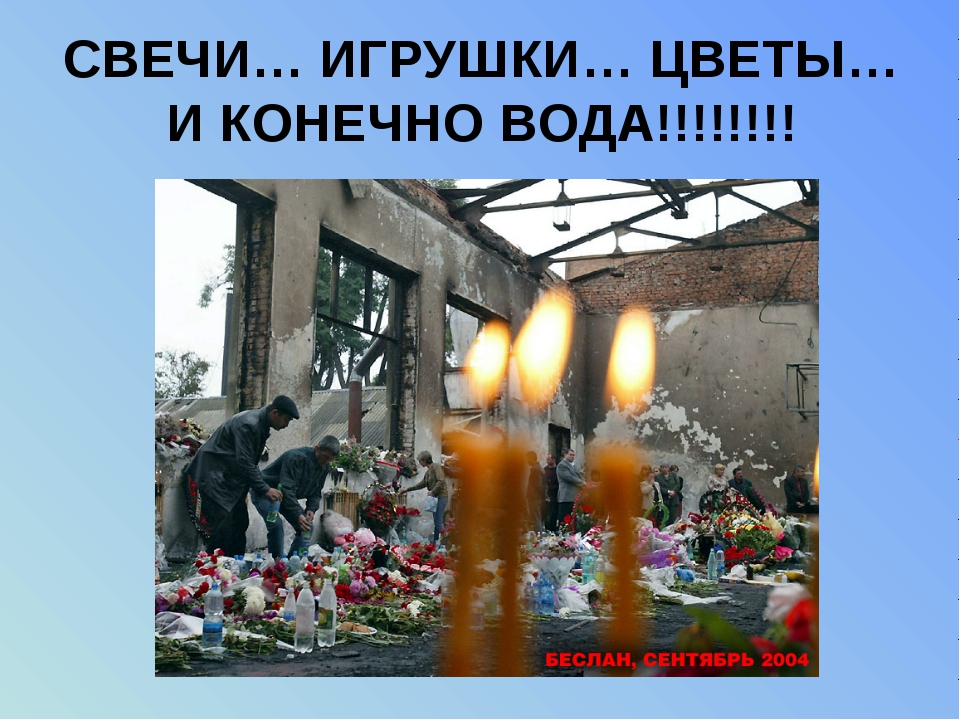 СВЕЧИ… ИГРУШКИ… ЦВЕТЫ…
И КОНЕЧНО ВОДА!!!!!!!!
БЕСЛАН, СЕНТЯБРЬ 2004